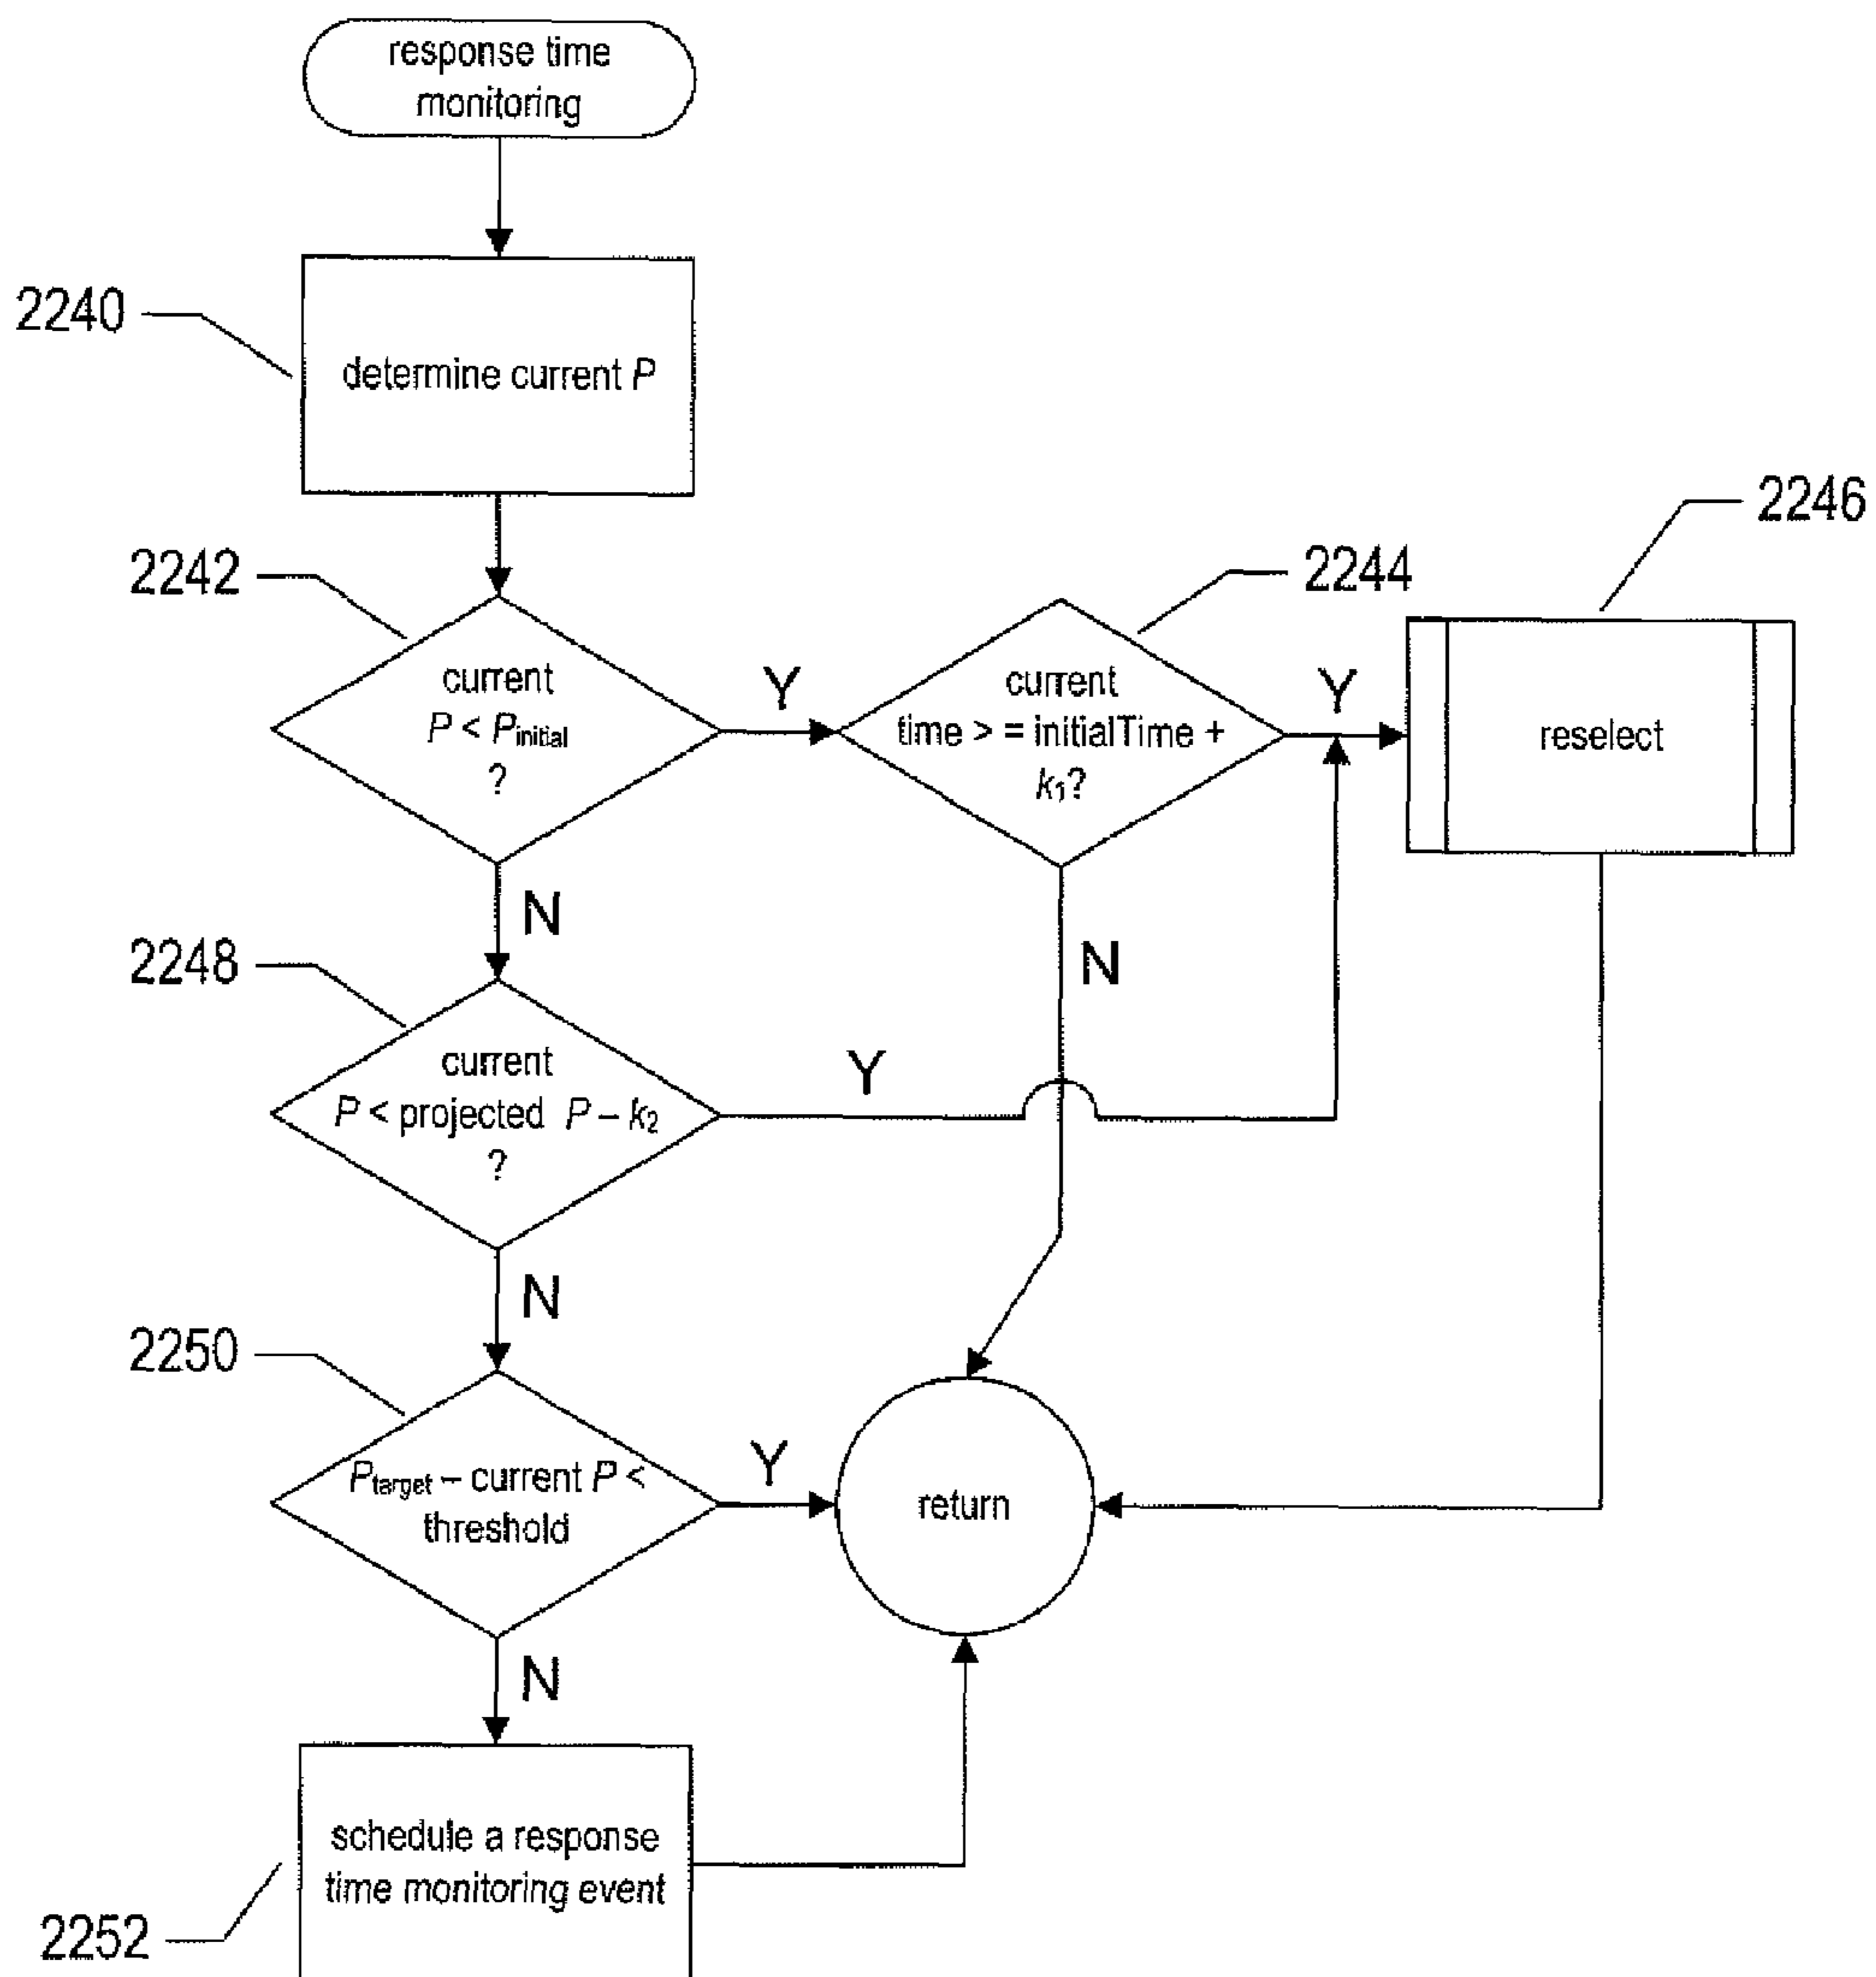 response time
monitoring
2240
determine current P
2246
2242
2244
current
P < Pinitial
?
Y
current
time > = initialTime +
k1?
Y
reselect
N
N
2248
current
P < projected P – k2
?
Y
N
2250
Ptarget – current P <
threshold
Y
return
N
schedule a response
time monitoring event
2252